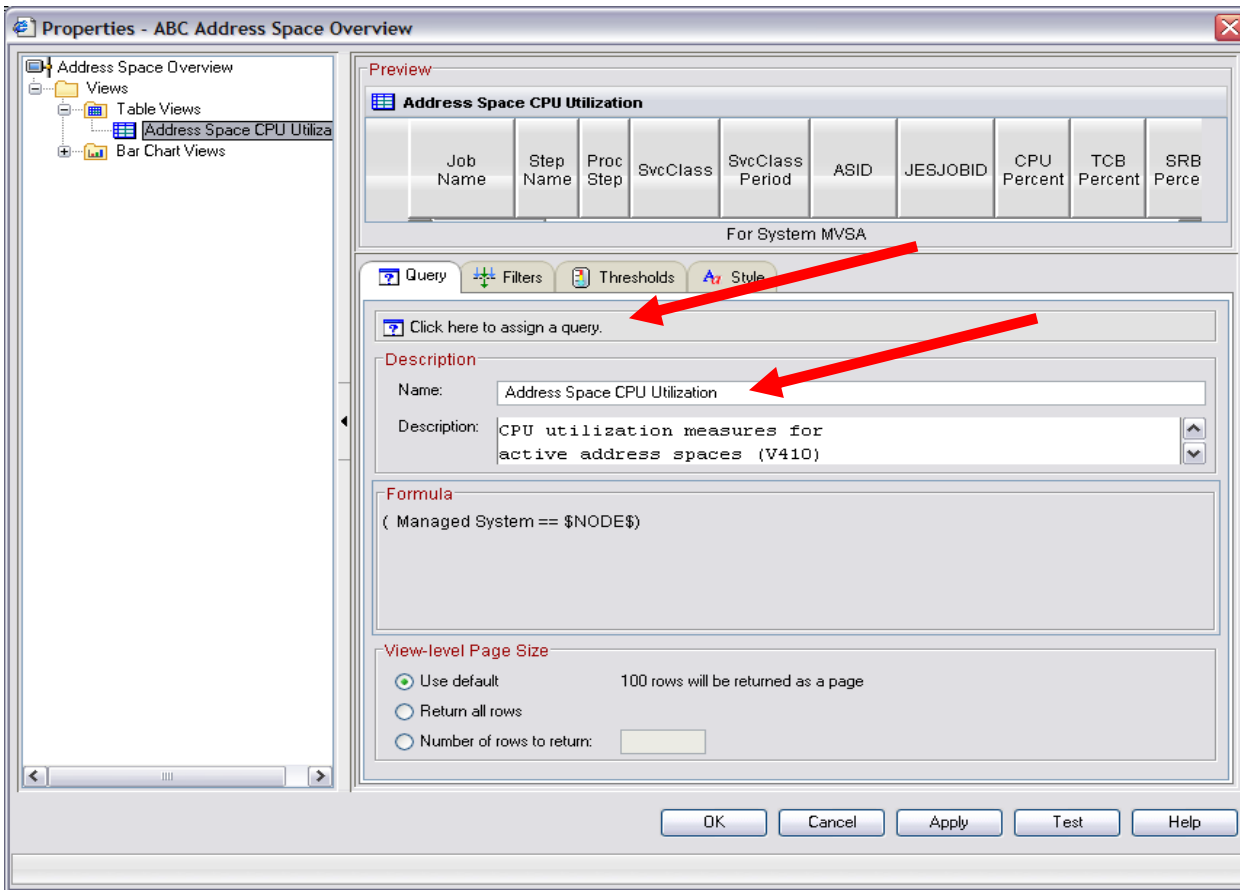 Properties - ABC Address Space Overview
Address Space Overview
Views
Table Views
Address Space CPU Utiliza
Bar Chart Views
Preview
Address Space CPU Utilization
Job Name
Step Name
Proc Step
SvcClass
SvcClass Period
ASID
JESJOBID
CPU Percent
TCB Percent
SRB Perce
For System MVSA
Query
Filters
Thresholds
Style
Click here to assign a query.
Description
Name: Address Space CPU Utilization
Description: CPU utilization measures for
active address spaces (V410)
Formula
( Managed System == $NODE$)
View-level Page Size
Use default 100 rows will be returned as a page
Return all rows
Number of rows to return:
OK Cancel Apply Test Help